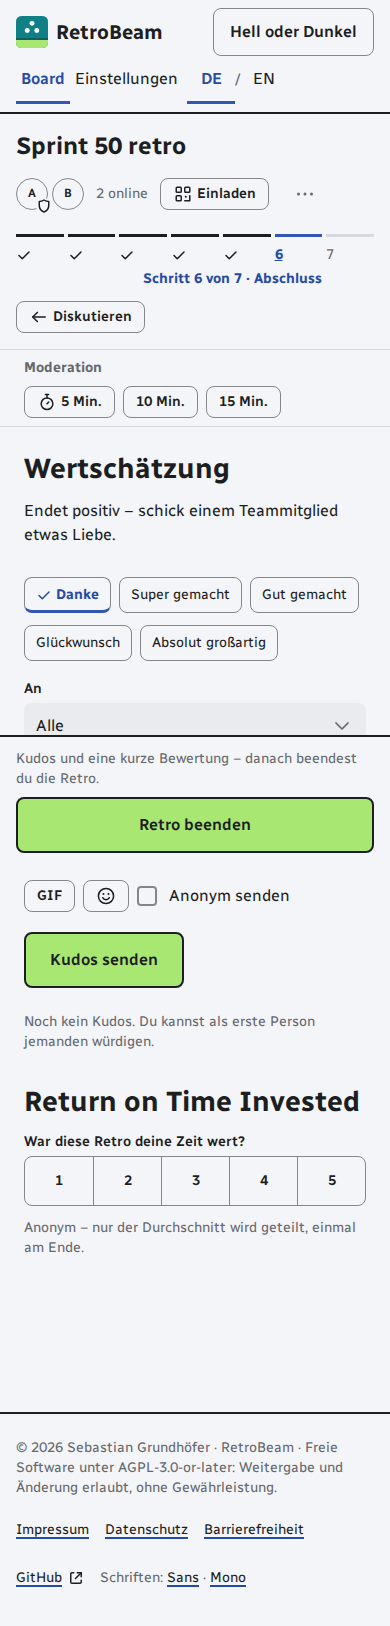 RetroBeam
Hell oder Dunkel
Board Einstellungen DE / EN
Sprint 50 retro
A B 2 online Einladen
6 7
Schritt 6 von 7 · Abschluss
Diskutieren
Moderation
5 Min. 10 Min. 15 Min.
Wertschätzung
Endet positiv – schick einem Teammitglied
etwas Liebe.
Danke Super gemacht Gut gemacht
Glückwunsch Absolut großartig
An
Alle
Kudos und eine kurze Bewertung – danach beendest
du die Retro.
Retro beenden
GIF Anonym senden
Kudos senden
Noch kein Kudos. Du kannst als erste Person
jemanden würdigen.
Return on Time Invested
War diese Retro deine Zeit wert?
1 2 3 4 5
Anonym – nur der Durchschnitt wird geteilt, einmal
am Ende.
© 2026 Sebastian Grundhöfer · RetroBeam · Freie
Software unter AGPL-3.0-or-later: Weitergabe und
Änderung erlaubt, ohne Gewährleistung.
Impressum Datenschutz Barrierefreiheit
GitHub Schriften: Sans · Mono